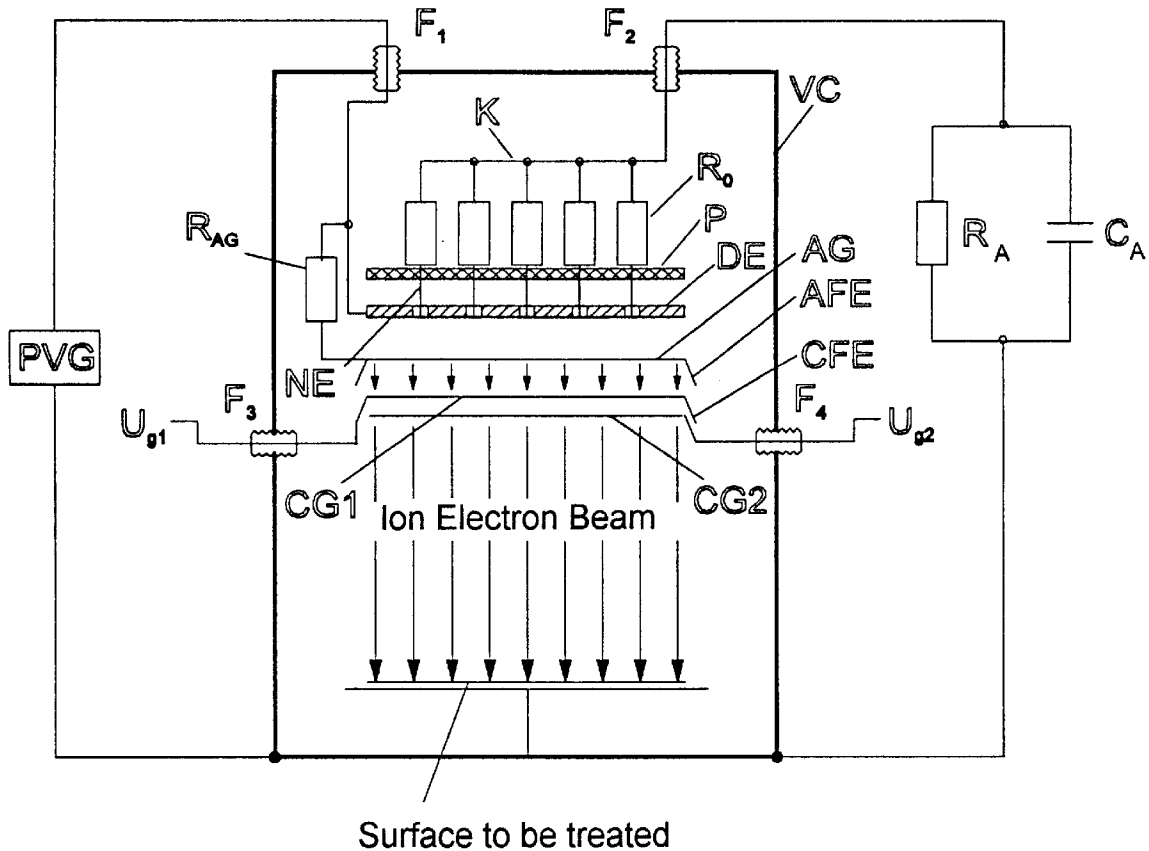 F1
F2
VC
K
R0
P
RAG
DE
AG
RA
CA
AFE
PVG
CFE
NE
F3
F4
Ug1
Ug2
CG1
CG2
Ion Electron Beam
Surface to be treated